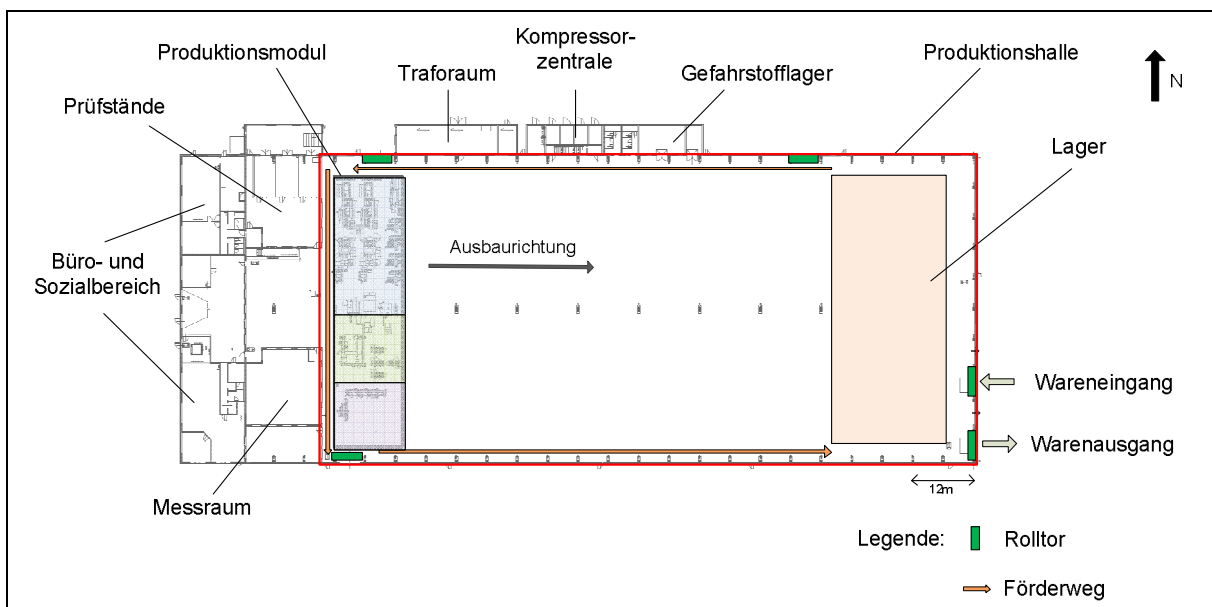 Kompressor-
zentrale
Produktionsmodul
Traforaum
Gefahrstofflager
Produktionshalle
N
Prüfstände
Lager
Ausbaurichtung
Büro- und
Sozialbereich
Wareneingang
Warenausgang
12m
Messraum
Legende:
Rolltor
Förderweg